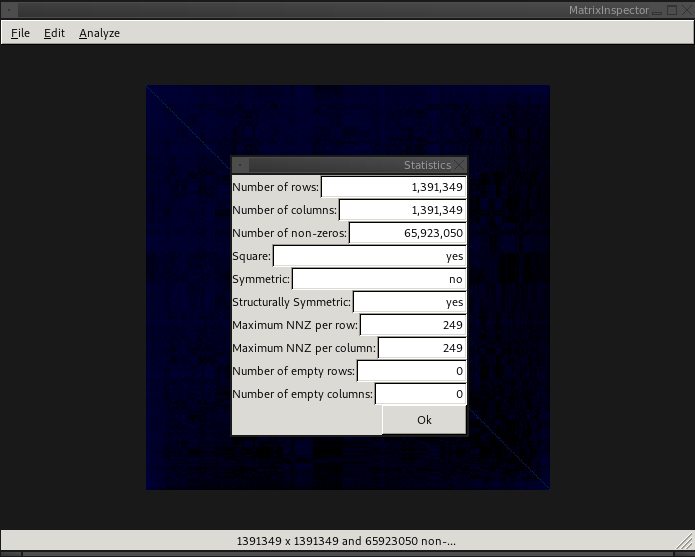 MatrixInspector
File Edit Analyze
Statistics
Number of rows: 1,391,349
Number of columns: 1,391,349
Number of non-zeros: 65,923,050
Square: yes
Symmetric: no
Structurally Symmetric: yes
Maximum NNZ per row: 249
Maximum NNZ per column: 249
Number of empty rows: 0
Number of empty columns: 0
Ok
1391349 x 1391349 and 65923050 non-...